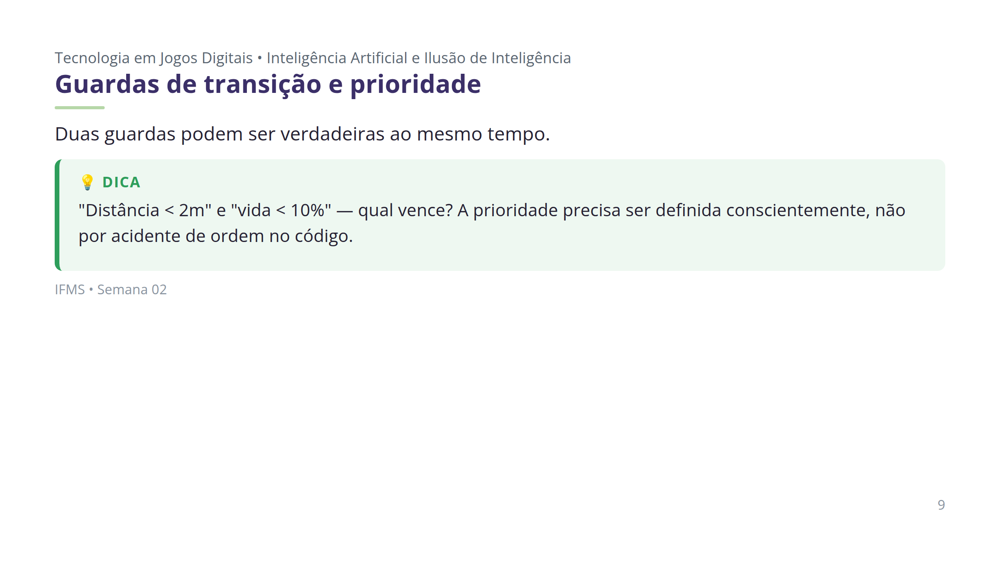 Tecnologia em Jogos Digitais • Inteligência Artificial e Ilusão de Inteligência
Guardas de transição e prioridade
Duas guardas podem ser verdadeiras ao mesmo tempo.
💡 DICA
"Distância < 2m" e "vida < 10%" — qual vence? A prioridade precisa ser definida conscientemente, não
por acidente de ordem no código.
IFMS • Semana 02
9